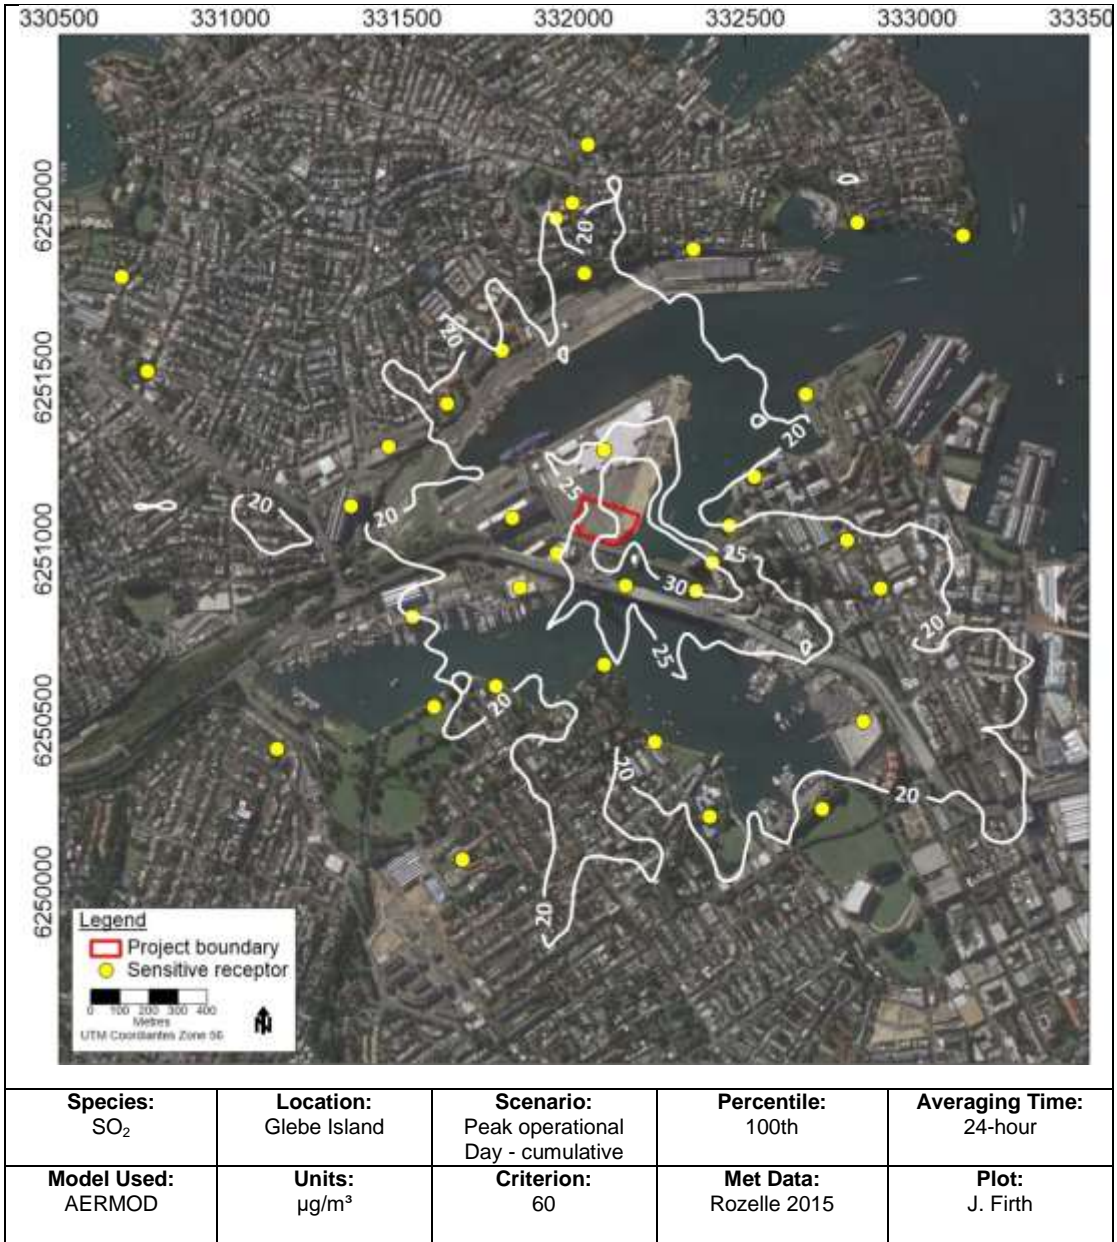 330500 331000 331500 332000 332500 333000 33350
6252000
6251500
6251000
6250500
6250000
20
20
20
20
25
20
25
30
20
25
20
20
20
20
20
Legend
Project boundary
Sensitive receptor
0 100 200 300 400
Metres
UTM Coordiantes Zone 56
N
Species: Location: Scenario: Percentile: Averaging Time:
SO₂ Glebe Island Peak operational 100th 24-hour
Day - cumulative
Model Used: Units: Criterion: Met Data: Plot:
AERMOD µg/m³ 60 Rozelle 2015 J. Firth